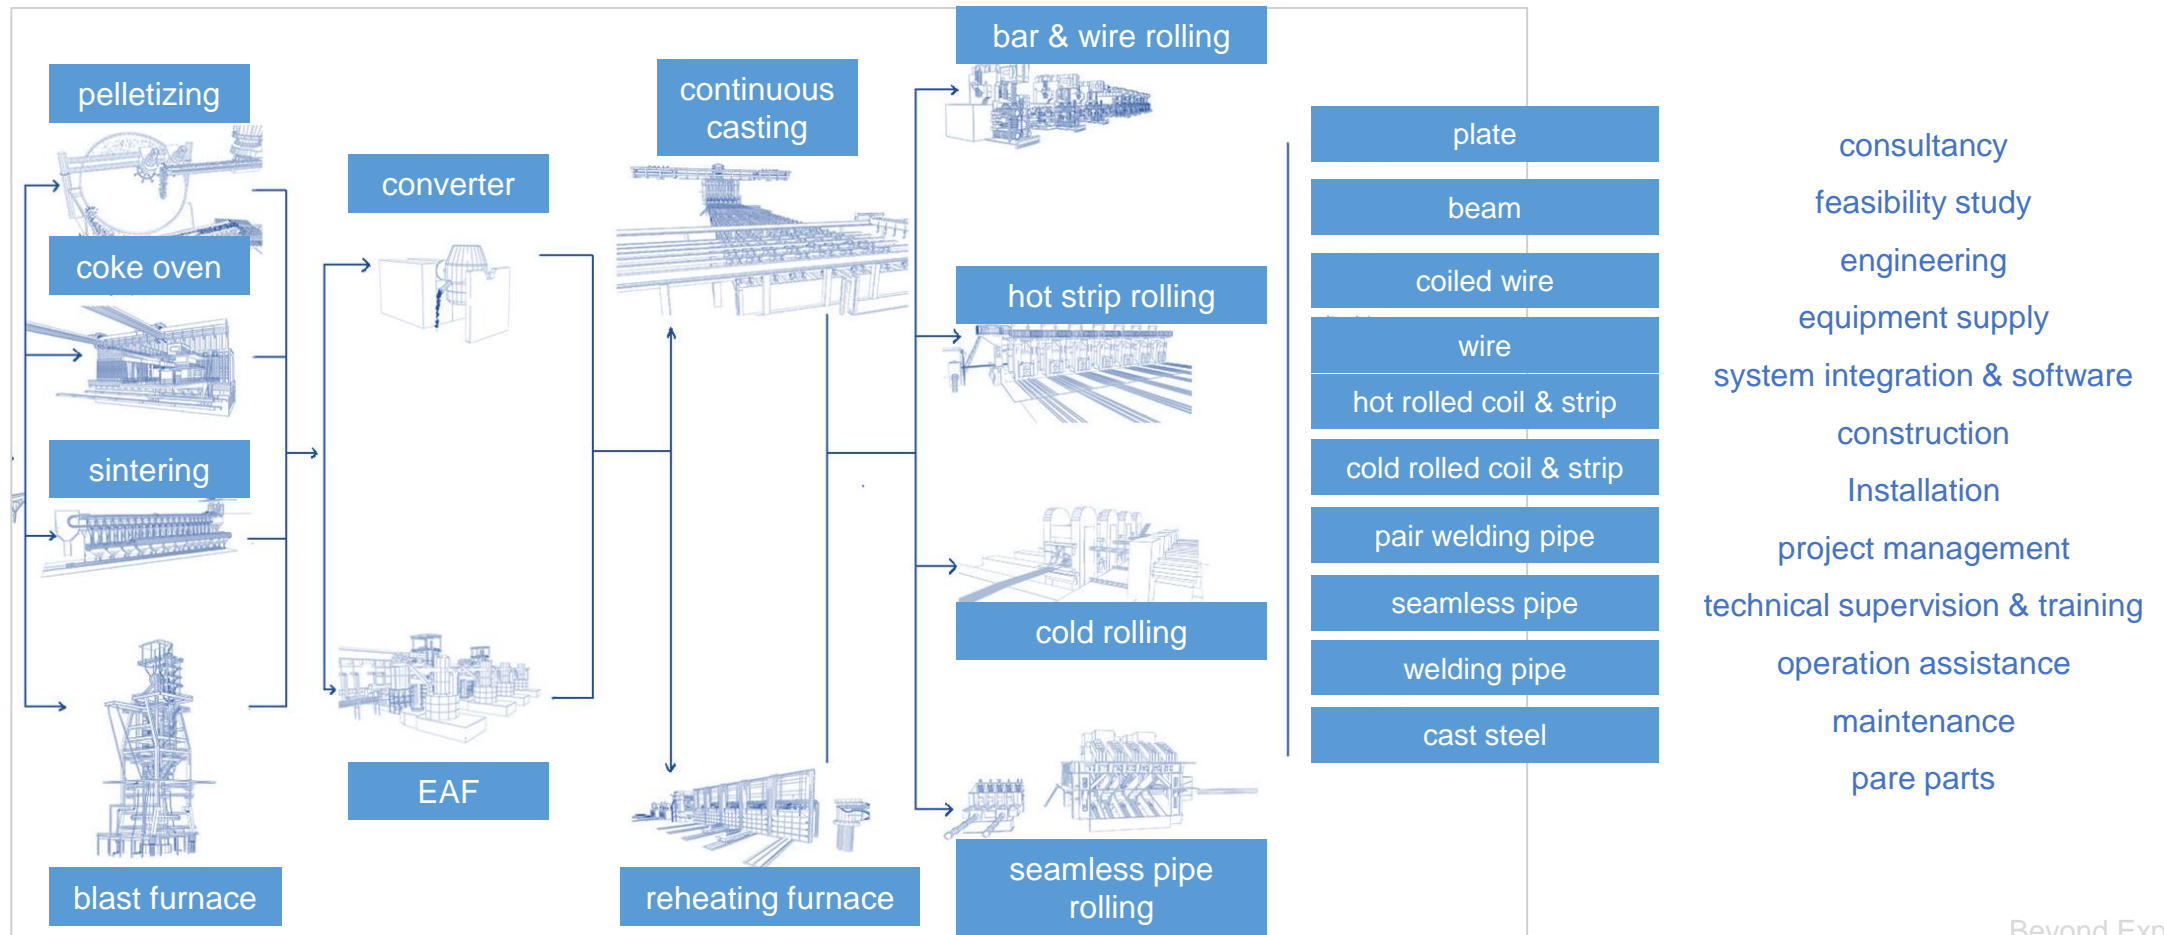 pelletizing
coke oven
sintering
blast furnace
converter
EAF
continuous
casting
reheating furnace
bar & wire rolling
hot strip rolling
cold rolling
seamless pipe
rolling
plate
beam
coiled wire
wire
hot rolled coil & strip
cold rolled coil & strip
pair welding pipe
seamless pipe
welding pipe
cast steel
consultancy
feasibility study
engineering
equipment supply
system integration & software
construction
Installation
project management
technical supervision & training
operation assistance
maintenance
pare parts
Beyond Exp